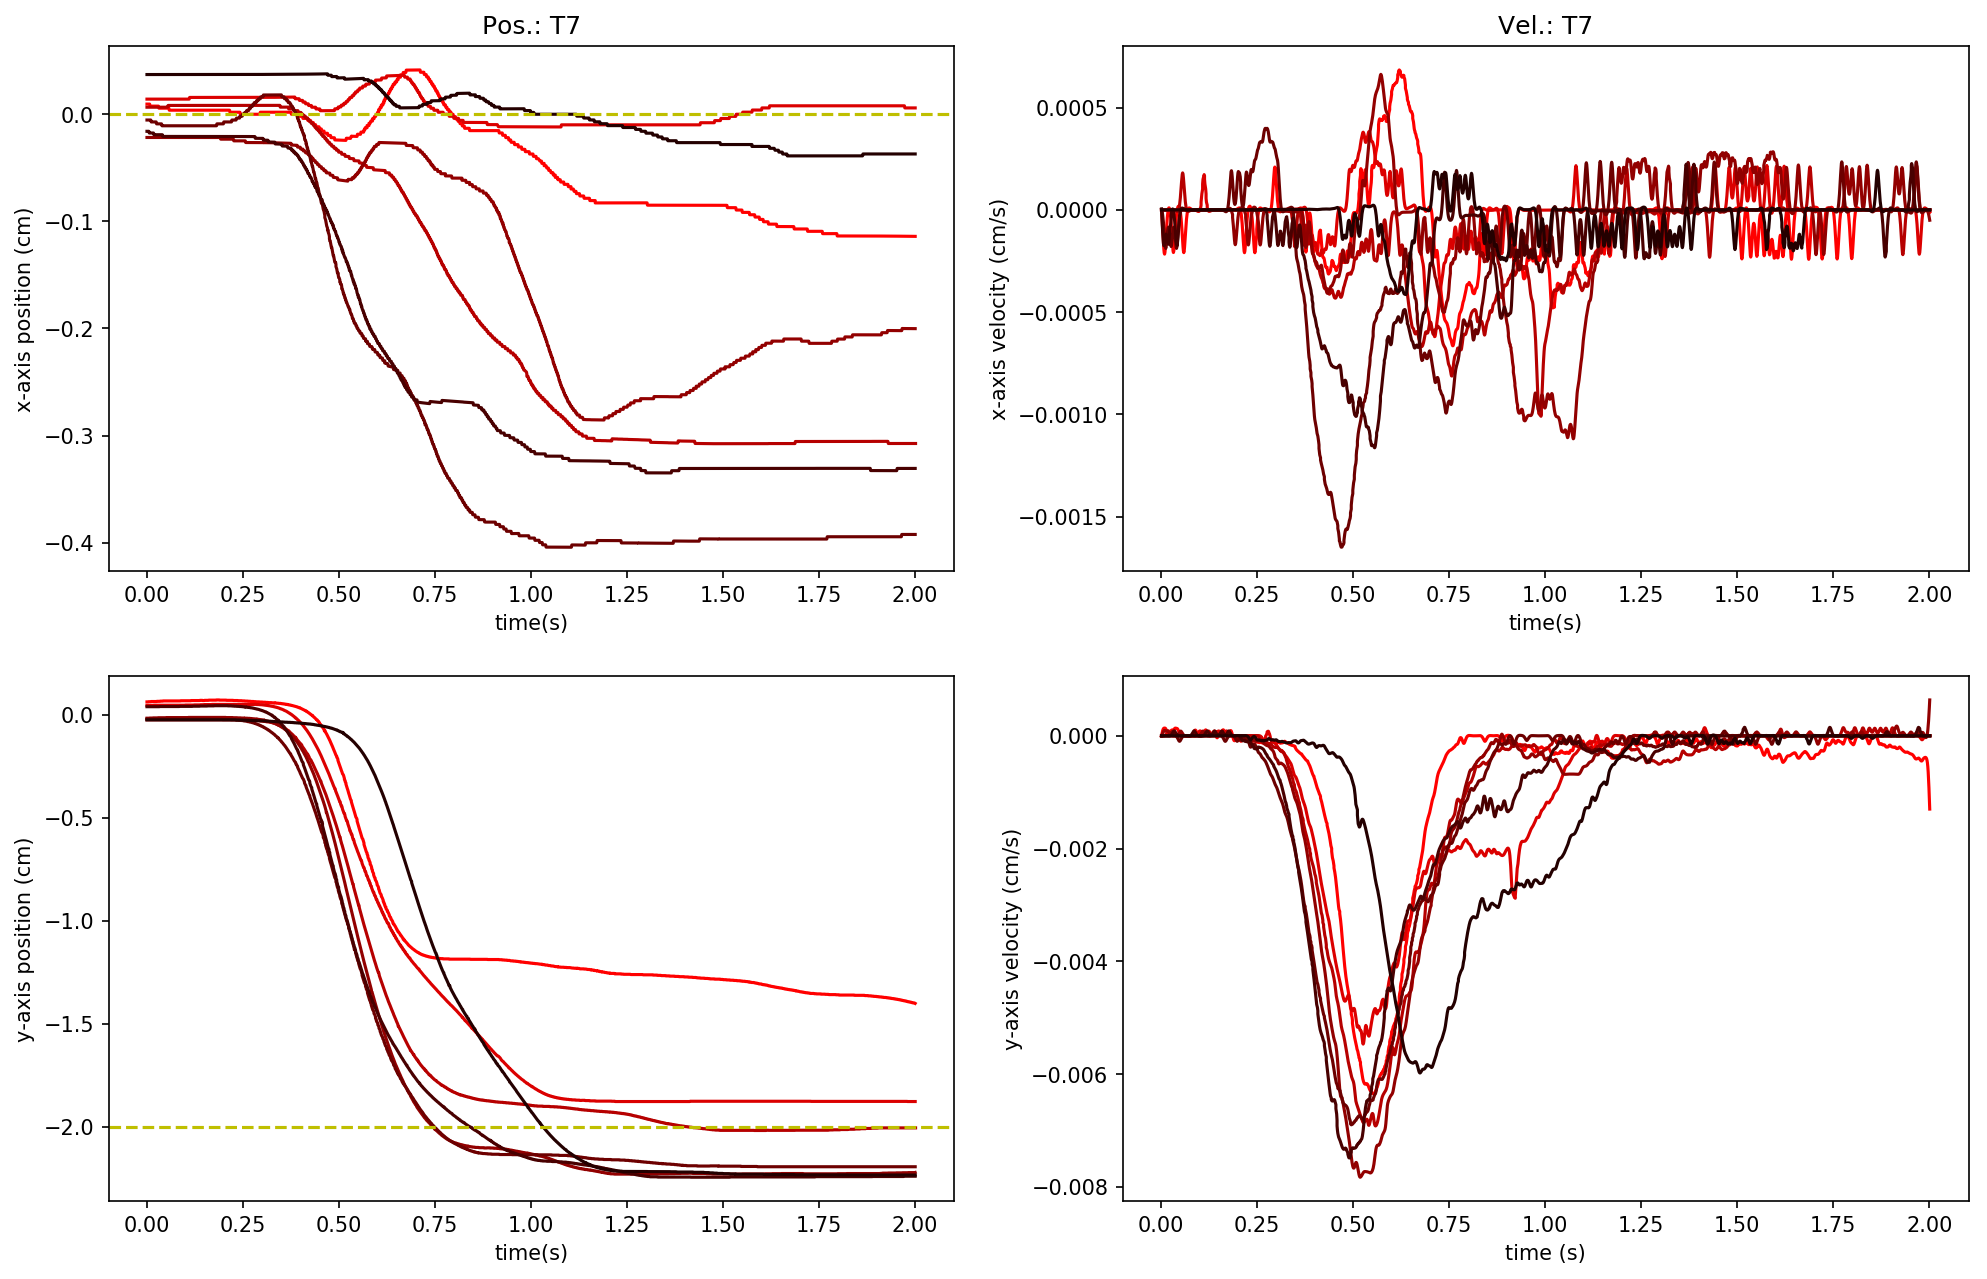 Pos.: T7
Vel.: T7
x-axis position (cm)
0.0
−0.1
−0.2
−0.3
−0.4
0.00 0.25 0.50 0.75 1.00 1.25 1.50 1.75 2.00
time(s)
x-axis velocity (cm/s)
0.0005
0.0000
−0.0005
−0.0010
−0.0015
0.00 0.25 0.50 0.75 1.00 1.25 1.50 1.75 2.00
time(s)
y-axis position (cm)
0.0
−0.5
−1.0
−1.5
−2.0
0.00 0.25 0.50 0.75 1.00 1.25 1.50 1.75 2.00
time(s)
y-axis velocity (cm/s)
0.000
−0.002
−0.004
−0.006
−0.008
0.00 0.25 0.50 0.75 1.00 1.25 1.50 1.75 2.00
time (s)